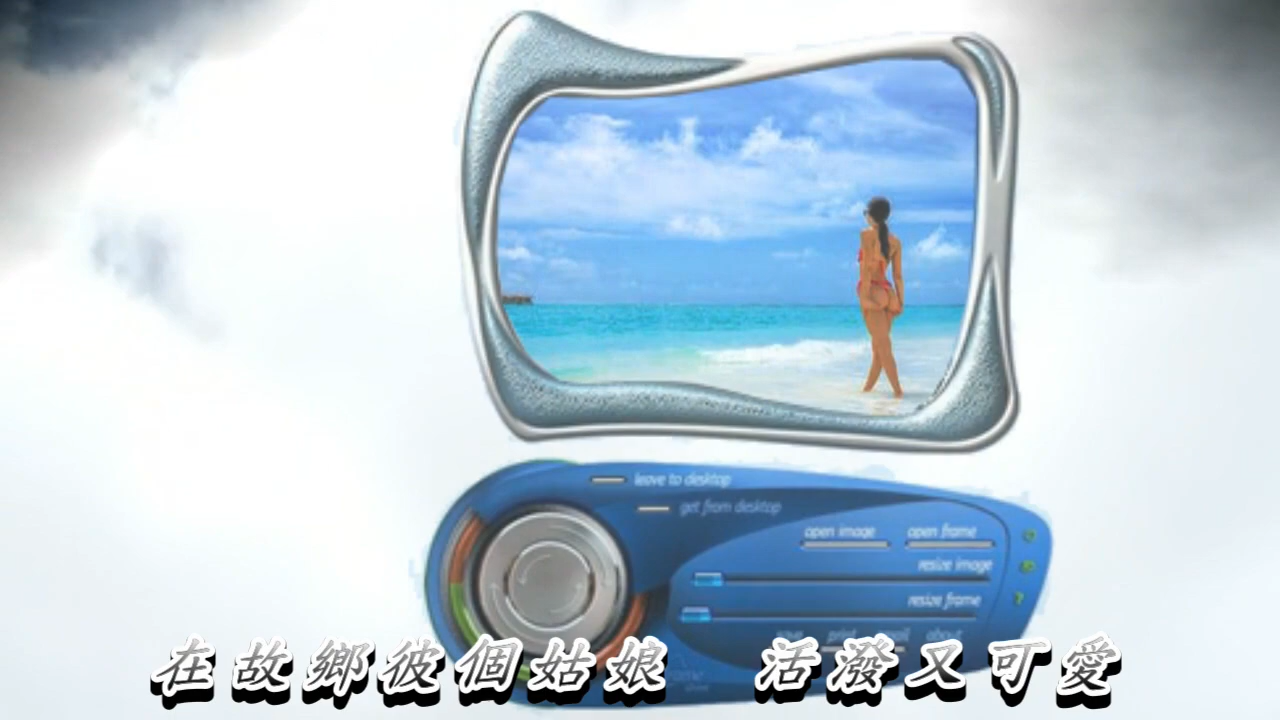 leave to desktop
get from desktop
open image open frame
resize image
resize frame
在故鄉彼個姑娘 活潑又可愛